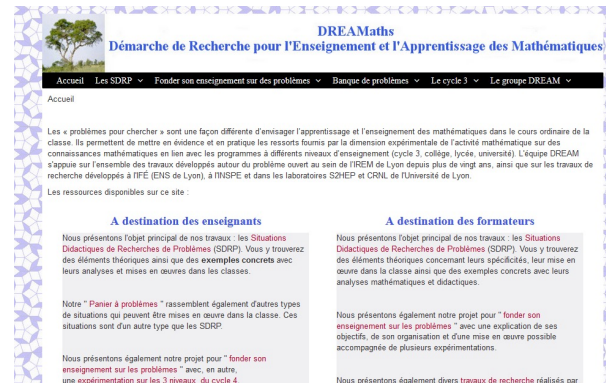 DREAMaths
Démarche de Recherche pour l'Enseignement et l'Apprentissage des Mathématiques
Accueil Les SDRP Fonder son enseignement sur des problèmes Banque de problèmes Le cycle 3 Le groupe DREAM
Accueil
Les « problèmes pour chercher » sont une façon différente d'envisager l'apprentissage et l'enseignement des mathématiques dans le cours ordinaire de la
classe. Ils permettent de mettre en évidence et en pratique les ressorts fournis par la dimension expérimentale de l'activité mathématique sur des
connaissances mathématiques en lien avec les programmes à différents niveaux d'enseignement (cycle 3, collège, lycée, université). L'équipe DREAM
s'appuie sur l'ensemble des travaux développés autour du problème ouvert au sein de l'IREM de Lyon depuis plus de vingt ans, ainsi que sur les travaux de
recherche développés à l'IFÉ (ENS de Lyon), à l'INSPE et dans les laboratoires S2HEP et CRNL de l'Université de Lyon.
Les ressources disponibles sur ce site :
A destination des enseignants
Nous présentons l'objet principal de nos travaux : les Situations
Didactiques de Recherches de Problèmes (SDRP). Vous y trouverez
des éléments théoriques ainsi que des exemples concrets avec
leurs analyses et mises en œuvres dans les classes.
Notre " Panier à problèmes " rassemblent également d'autres types
de situations qui peuvent être mises en œuvre dans la classe. Ces
situations sont d'un autre type que les SDRP.
Nous présentons également notre projet pour " fonder son
enseignement sur les problèmes " avec, en autre,
une expérimentation sur les 3 niveaux du cycle 4.
A destination des formateurs
Nous présentons l'objet principal de nos travaux : les Situations
Didactiques de Recherches de Problèmes (SDRP). Vous y trouverez
des éléments théoriques concernant leurs spécificités, leur mise en
œuvre dans la classe ainsi que des exemples concrets avec leurs
analyses mathématiques et didactiques.
Nous présentons également notre projet pour " fonder son
enseignement sur les problèmes " avec une explication de ses
objectifs, de son organisation et d'une mise en œuvre possible
accompagnée de plusieurs expérimentations.
Nous présentons également divers travaux de recherche réalisés par